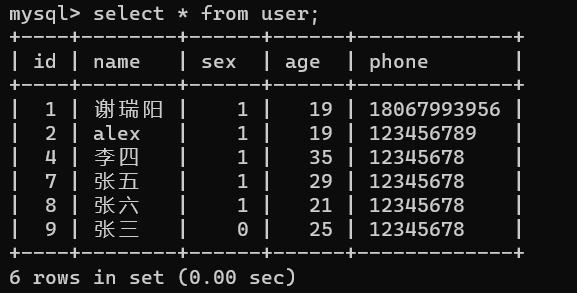 mysql> select * from user;
+----+--------+------+------+-------------+
| id | name   | sex  | age  | phone       |
+----+--------+------+------+-------------+
|  1 | 谢瑞阳 |    1 |   19 | 18067993956 |
|  2 | alex   |    1 |   19 | 123456789   |
|  4 | 李四   |    1 |   35 | 12345678    |
|  7 | 张五   |    1 |   29 | 12345678    |
|  8 | 张六   |    1 |   21 | 12345678    |
|  9 | 张三   |    0 |   25 | 12345678    |
+----+--------+------+------+-------------+
6 rows in set (0.00 sec)